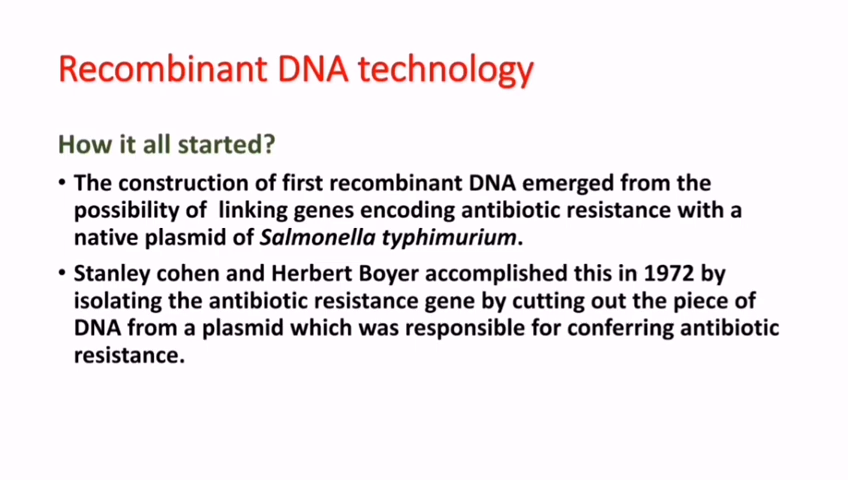 Recombinant DNA technology
How it all started?
• The construction of first recombinant DNA emerged from the
possibility of  linking genes encoding antibiotic resistance with a
native plasmid of Salmonella typhimurium.
• Stanley cohen and Herbert Boyer accomplished this in 1972 by
isolating the antibiotic resistance gene by cutting out the piece of
DNA from a plasmid which was responsible for conferring antibiotic
resistance.